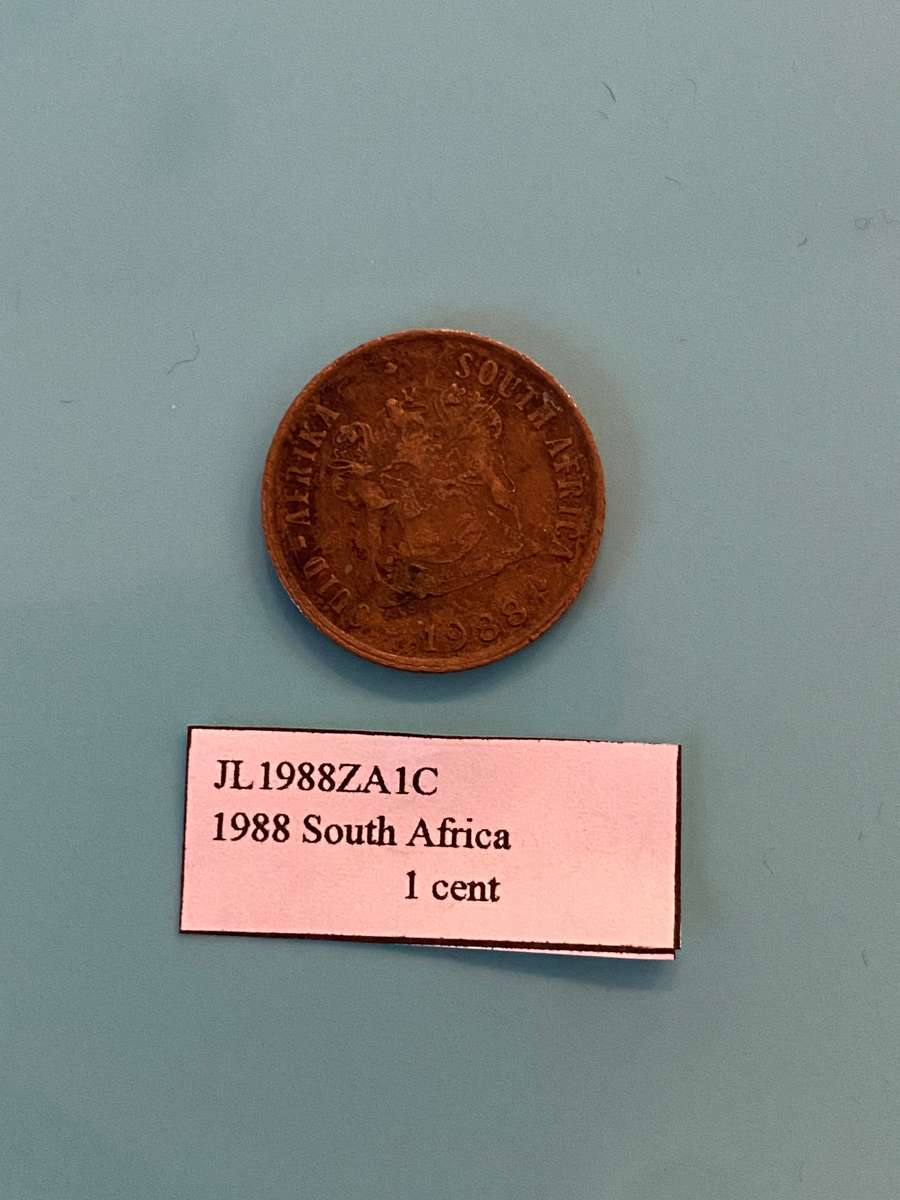 SUID-AFRIKA SOUTH AFRICA
1988
JL1988ZA1C
1988 South Africa
1 cent